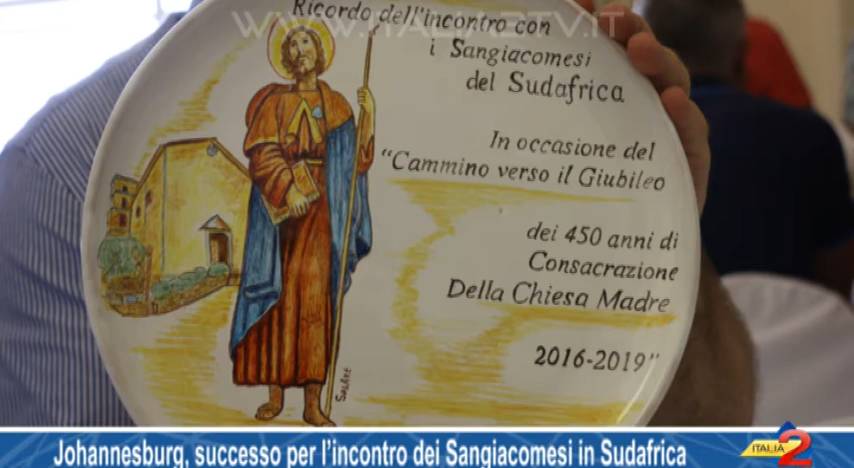 WWW.ITALIA2TV.IT
Ricordo dell'incontro con
i Sangiacomesi
del Sudafrica
In occasione del
"Cammino verso il Giubileo
dei 450 anni di
Consacrazione
Della Chiesa Madre
2016-2019"
Johannesburg, successo per l'incontro dei Sangiacomesi in Sudafrica
ITALIA 2